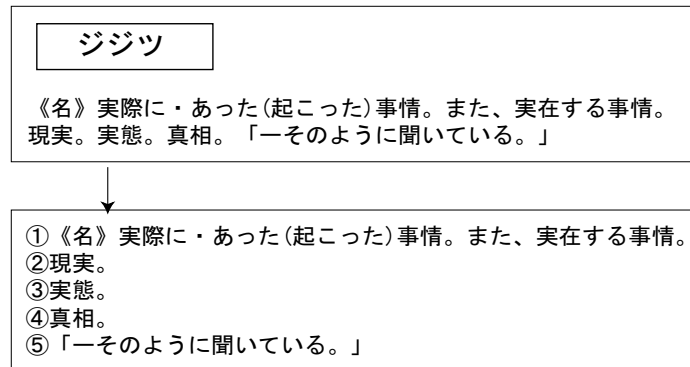 ジジツ
《名》実際に・あった(起こった)事情。また、実在する事情。
現実。実態。真相。「―そのように聞いている。」
①《名》実際に・あった(起こった)事情。また、実在する事情。
②現実。
③実態。
④真相。
⑤「―そのように聞いている。」